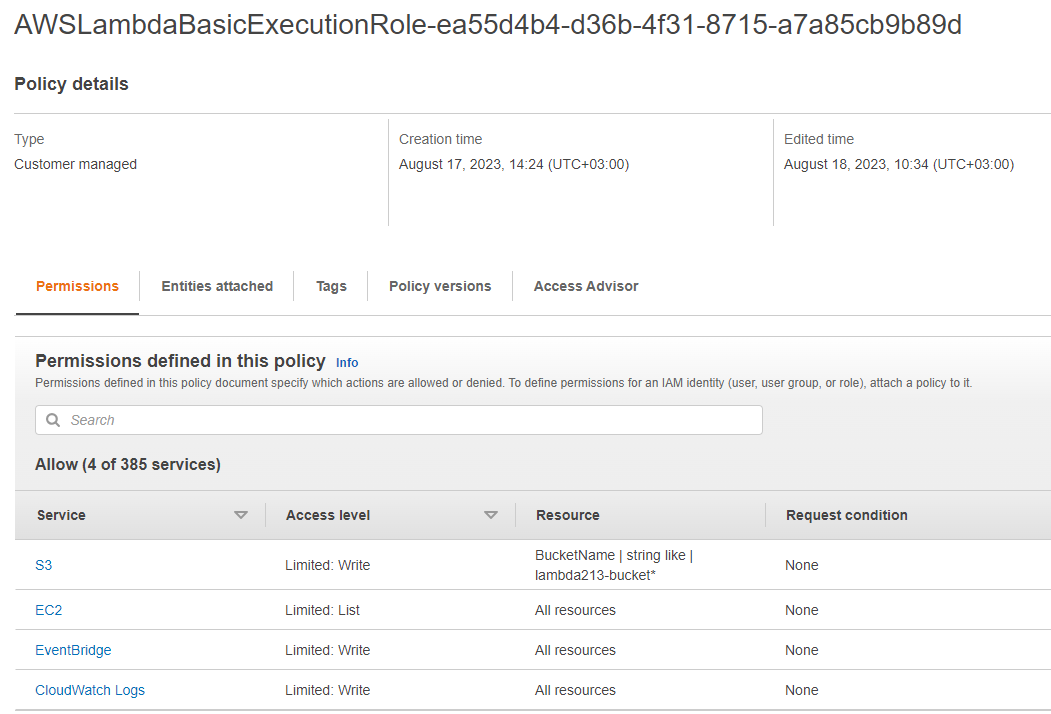 AWSLambdaBasicExecutionRole-ea55d4b4-d36b-4f31-8715-a7a85cb9b89d
Policy details
Type
Customer managed
Creation time
August 17, 2023, 14:24 (UTC+03:00)
Edited time
August 18, 2023, 10:34 (UTC+03:00)
Permissions Entities attached Tags Policy versions Access Advisor
Permissions defined in this policy Info
Permissions defined in this policy document specify which actions are allowed or denied. To define permissions for an IAM identity (user, user group, or role), attach a policy to it.
Search
Allow (4 of 385 services)
Service Access level Resource Request condition
S3 Limited: Write BucketName | string like | None
lambda213-bucket*
EC2 Limited: List All resources None
EventBridge Limited: Write All resources None
CloudWatch Logs Limited: Write All resources None